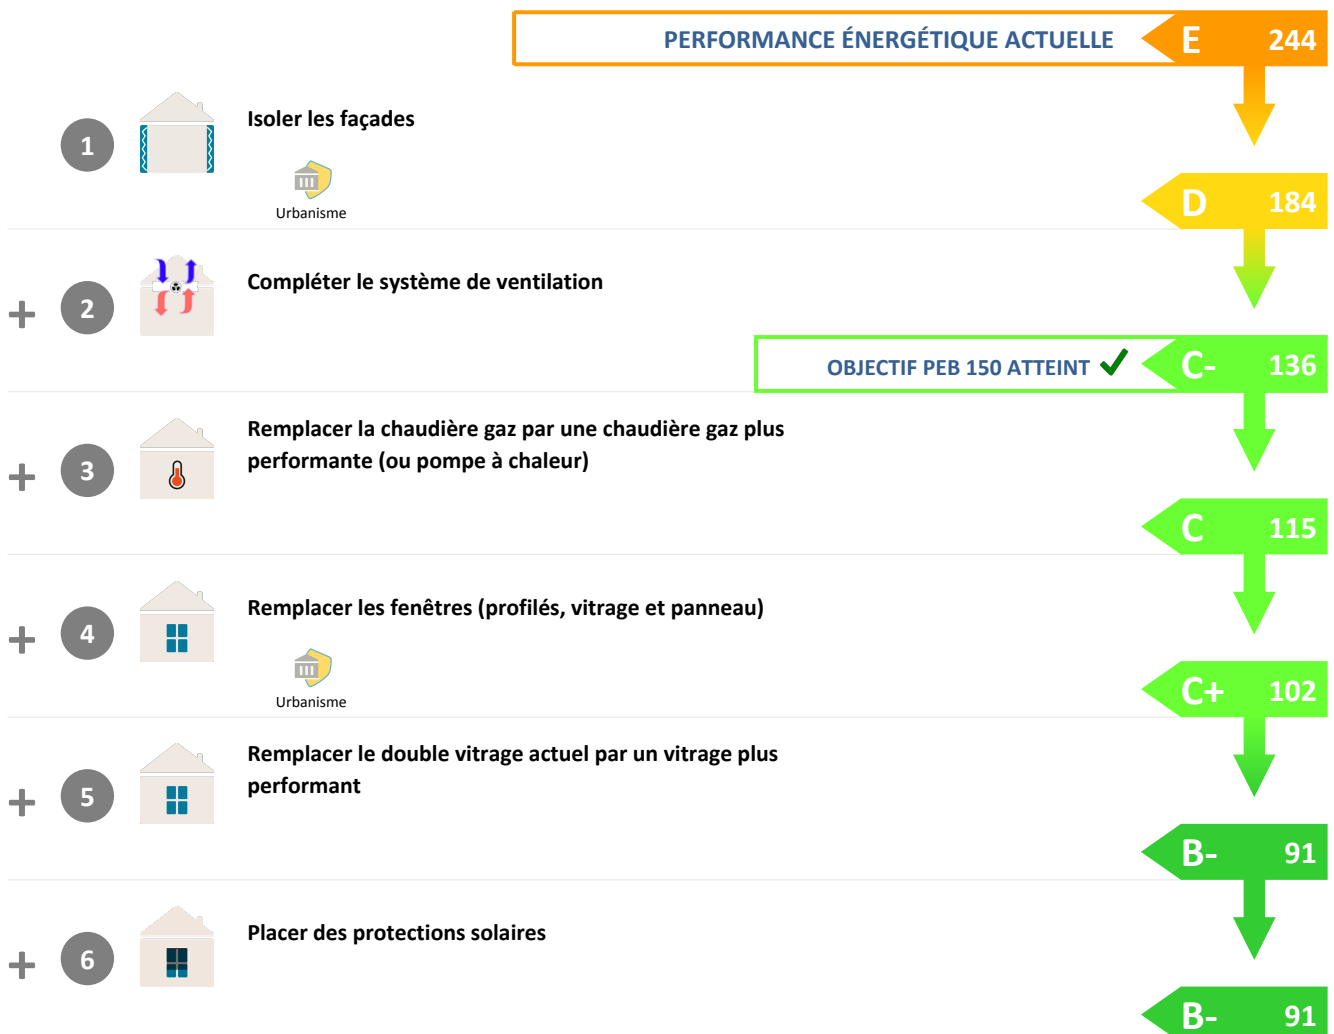 PERFORMANCE ÉNERGÉTIQUE ACTUELLE E 244
1 Isoler les façades
Urbanisme
D 184
+ 2 Compléter le système de ventilation
OBJECTIF PEB 150 ATTEINT ✓ C- 136
Remplacer la chaudière gaz par une chaudière gaz plus
+ 3 performante (ou pompe à chaleur)
C 115
+ 4 Remplacer les fenêtres (profilés, vitrage et panneau)
Urbanisme
C+ 102
Remplacer le double vitrage actuel par un vitrage plus
+ 5 performant
B- 91
+ 6 Placer des protections solaires
B- 91